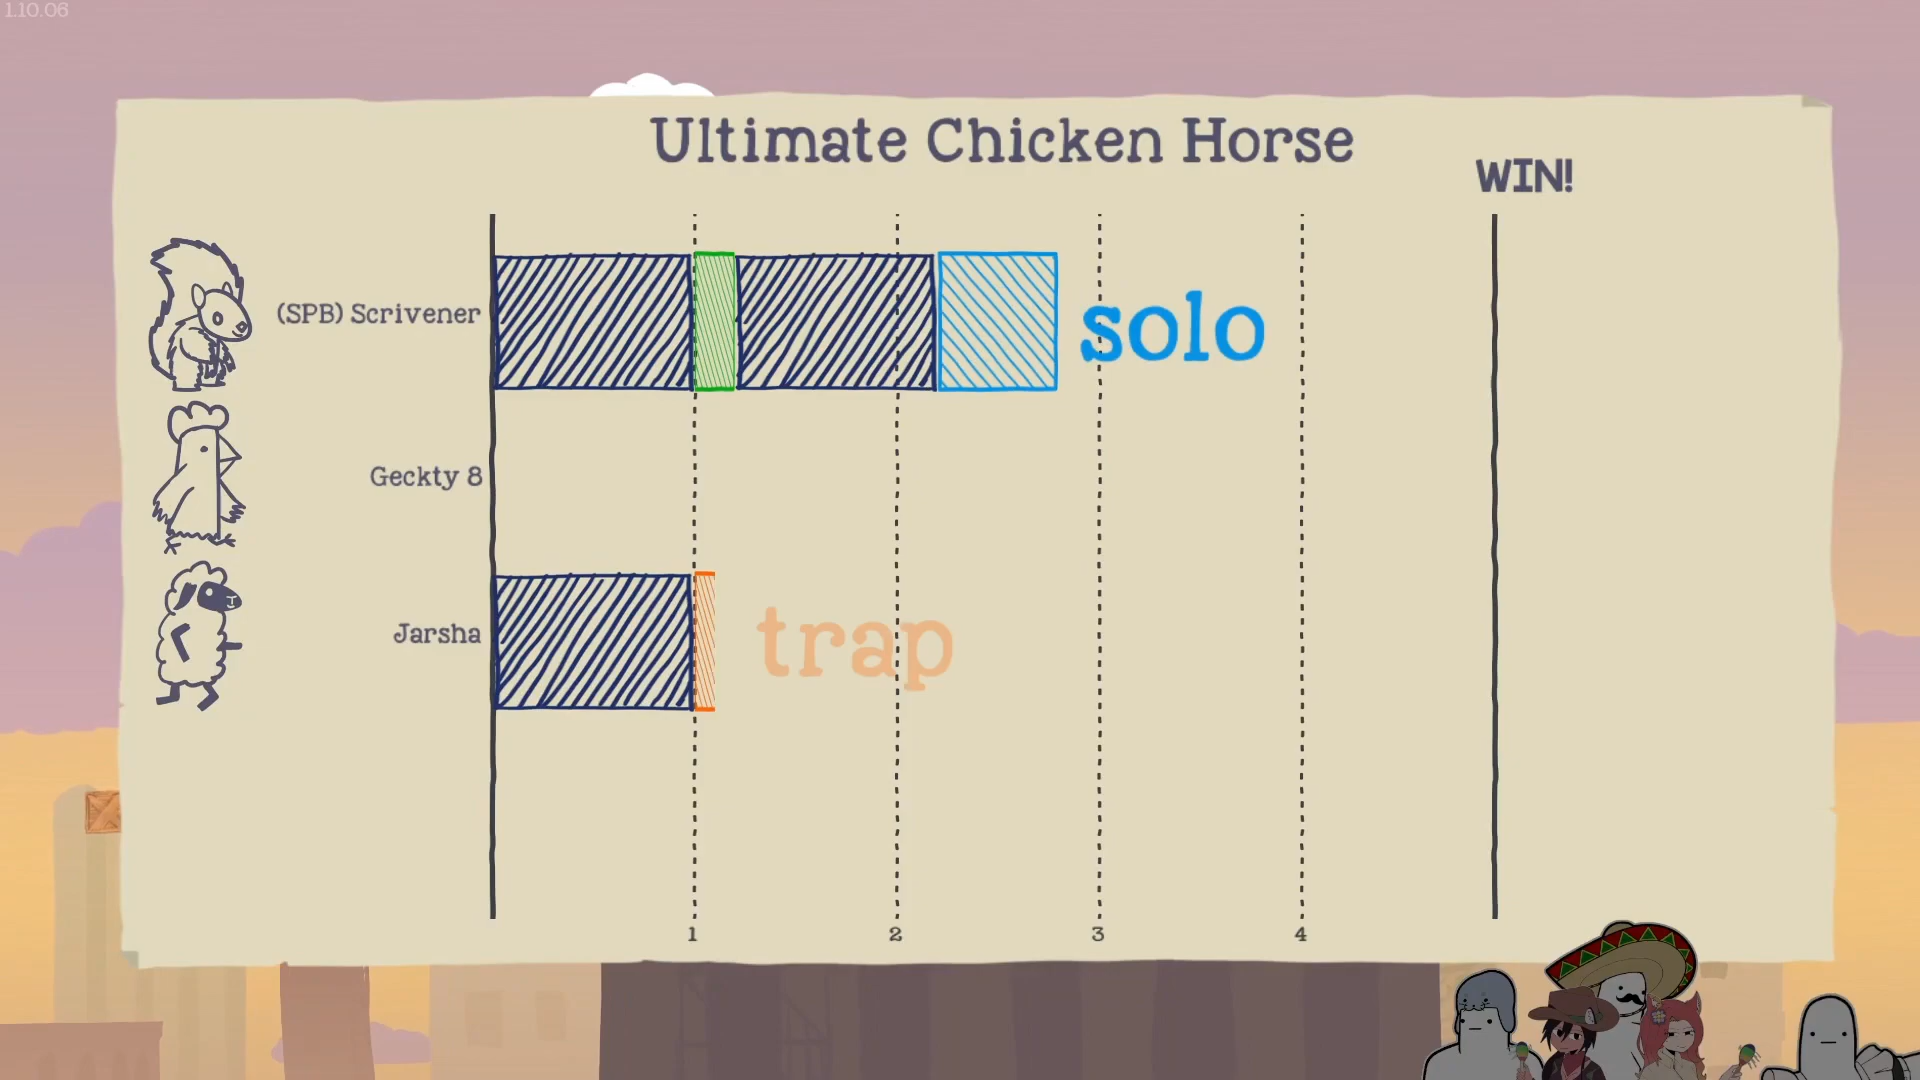 1.10.06
Ultimate Chicken Horse
WIN!
(SPB) Scrivener
solo
Geckty 8
Jarsha
trap
1 2 3 4